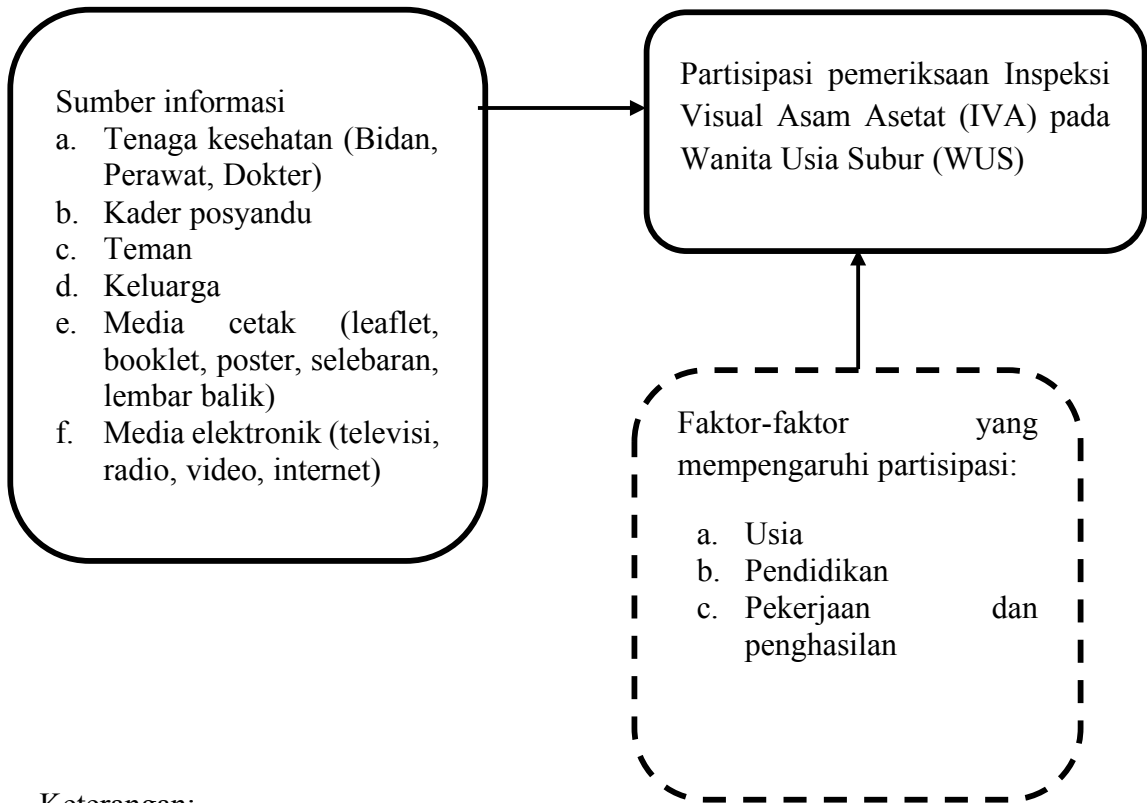 Sumber informasi
a. Tenaga kesehatan (Bidan,
Perawat, Dokter)
b. Kader posyandu
c. Teman
d. Keluarga
e. Media cetak (leaflet,
booklet, poster, selebaran,
lembar balik)
f. Media elektronik (televisi,
radio, video, internet)
Partisipasi pemeriksaan Inspeksi
Visual Asam Asetat (IVA) pada
Wanita Usia Subur (WUS)
Faktor-faktor yang
mempengaruhi partisipasi:
a. Usia
b. Pendidikan
c. Pekerjaan dan
penghasilan
Keterangan: